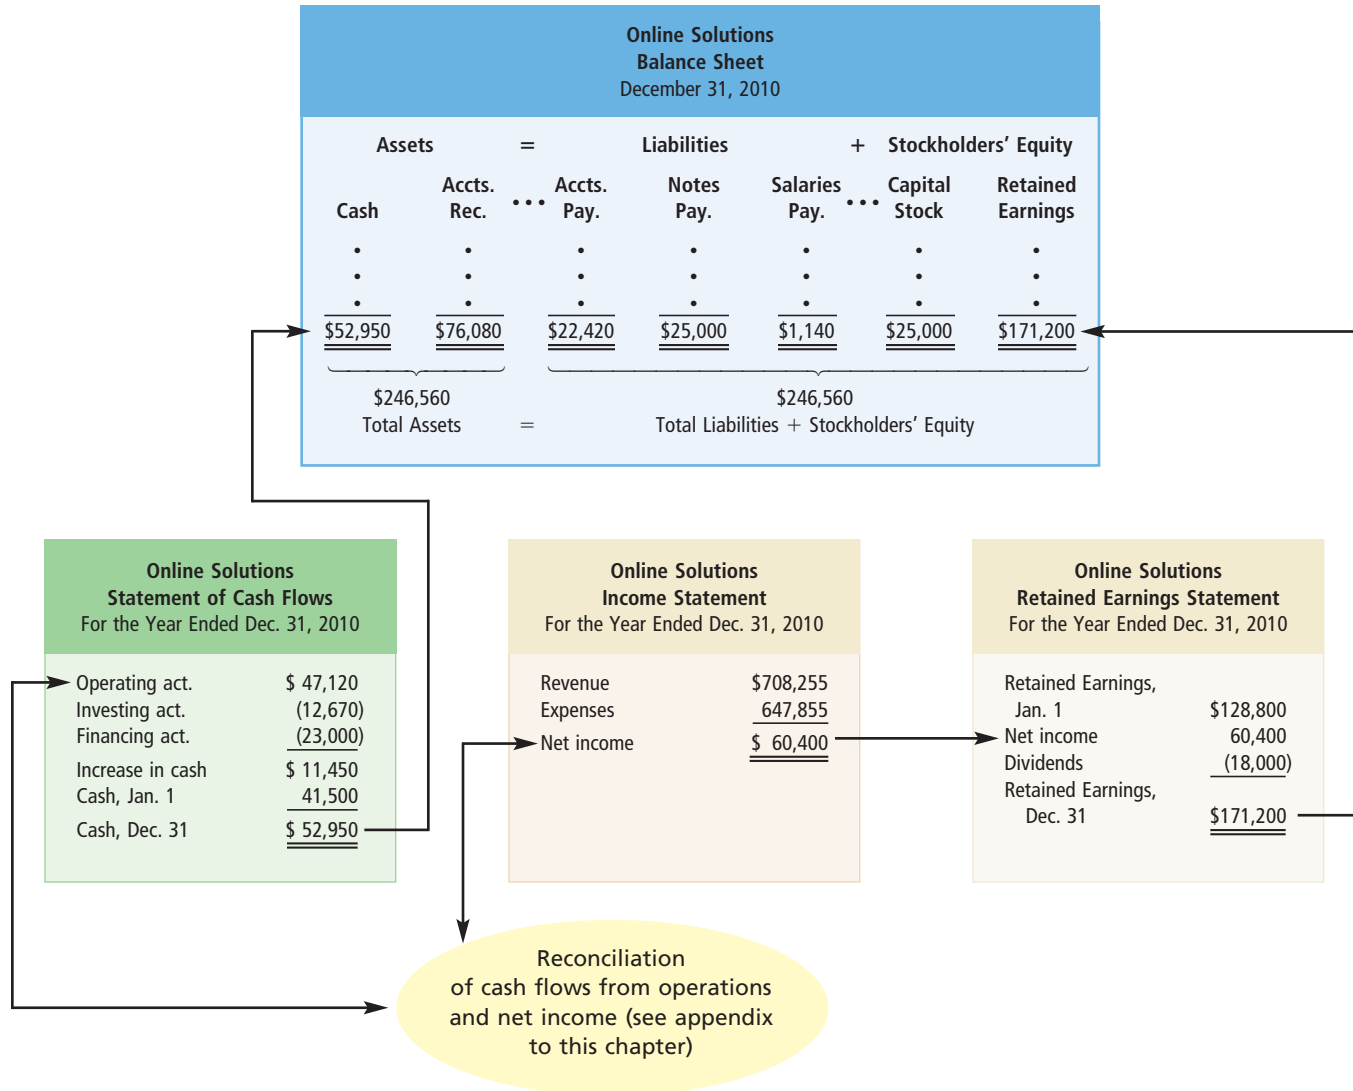 Online Solutions
Balance Sheet
December 31, 2010
Assets = Liabilities + Stockholders' Equity
Accts. Accts. Notes Salaries Capital Retained
Cash Rec. ••• Pay. Pay. Pay. ••• Stock Earnings
• • • • • • •
• • • • • • •
• • • • • • •
$52,950 $76,080 $22,420 $25,000 $1,140 $25,000 $171,200
$246,560 $246,560
Total Assets = Total Liabilities + Stockholders' Equity
Online Solutions
Statement of Cash Flows
For the Year Ended Dec. 31, 2010
Operating act. $ 47,120
Investing act. (12,670)
Financing act. (23,000)
Increase in cash $ 11,450
Cash, Jan. 1 41,500
Cash, Dec. 31 $ 52,950
Online Solutions
Income Statement
For the Year Ended Dec. 31, 2010
Revenue $708,255
Expenses 647,855
Net income $ 60,400
Online Solutions
Retained Earnings Statement
For the Year Ended Dec. 31, 2010
Retained Earnings,
Jan. 1 $128,800
Net income 60,400
Dividends (18,000)
Retained Earnings,
Dec. 31 $171,200
Reconciliation
of cash flows from operations
and net income (see appendix
to this chapter)